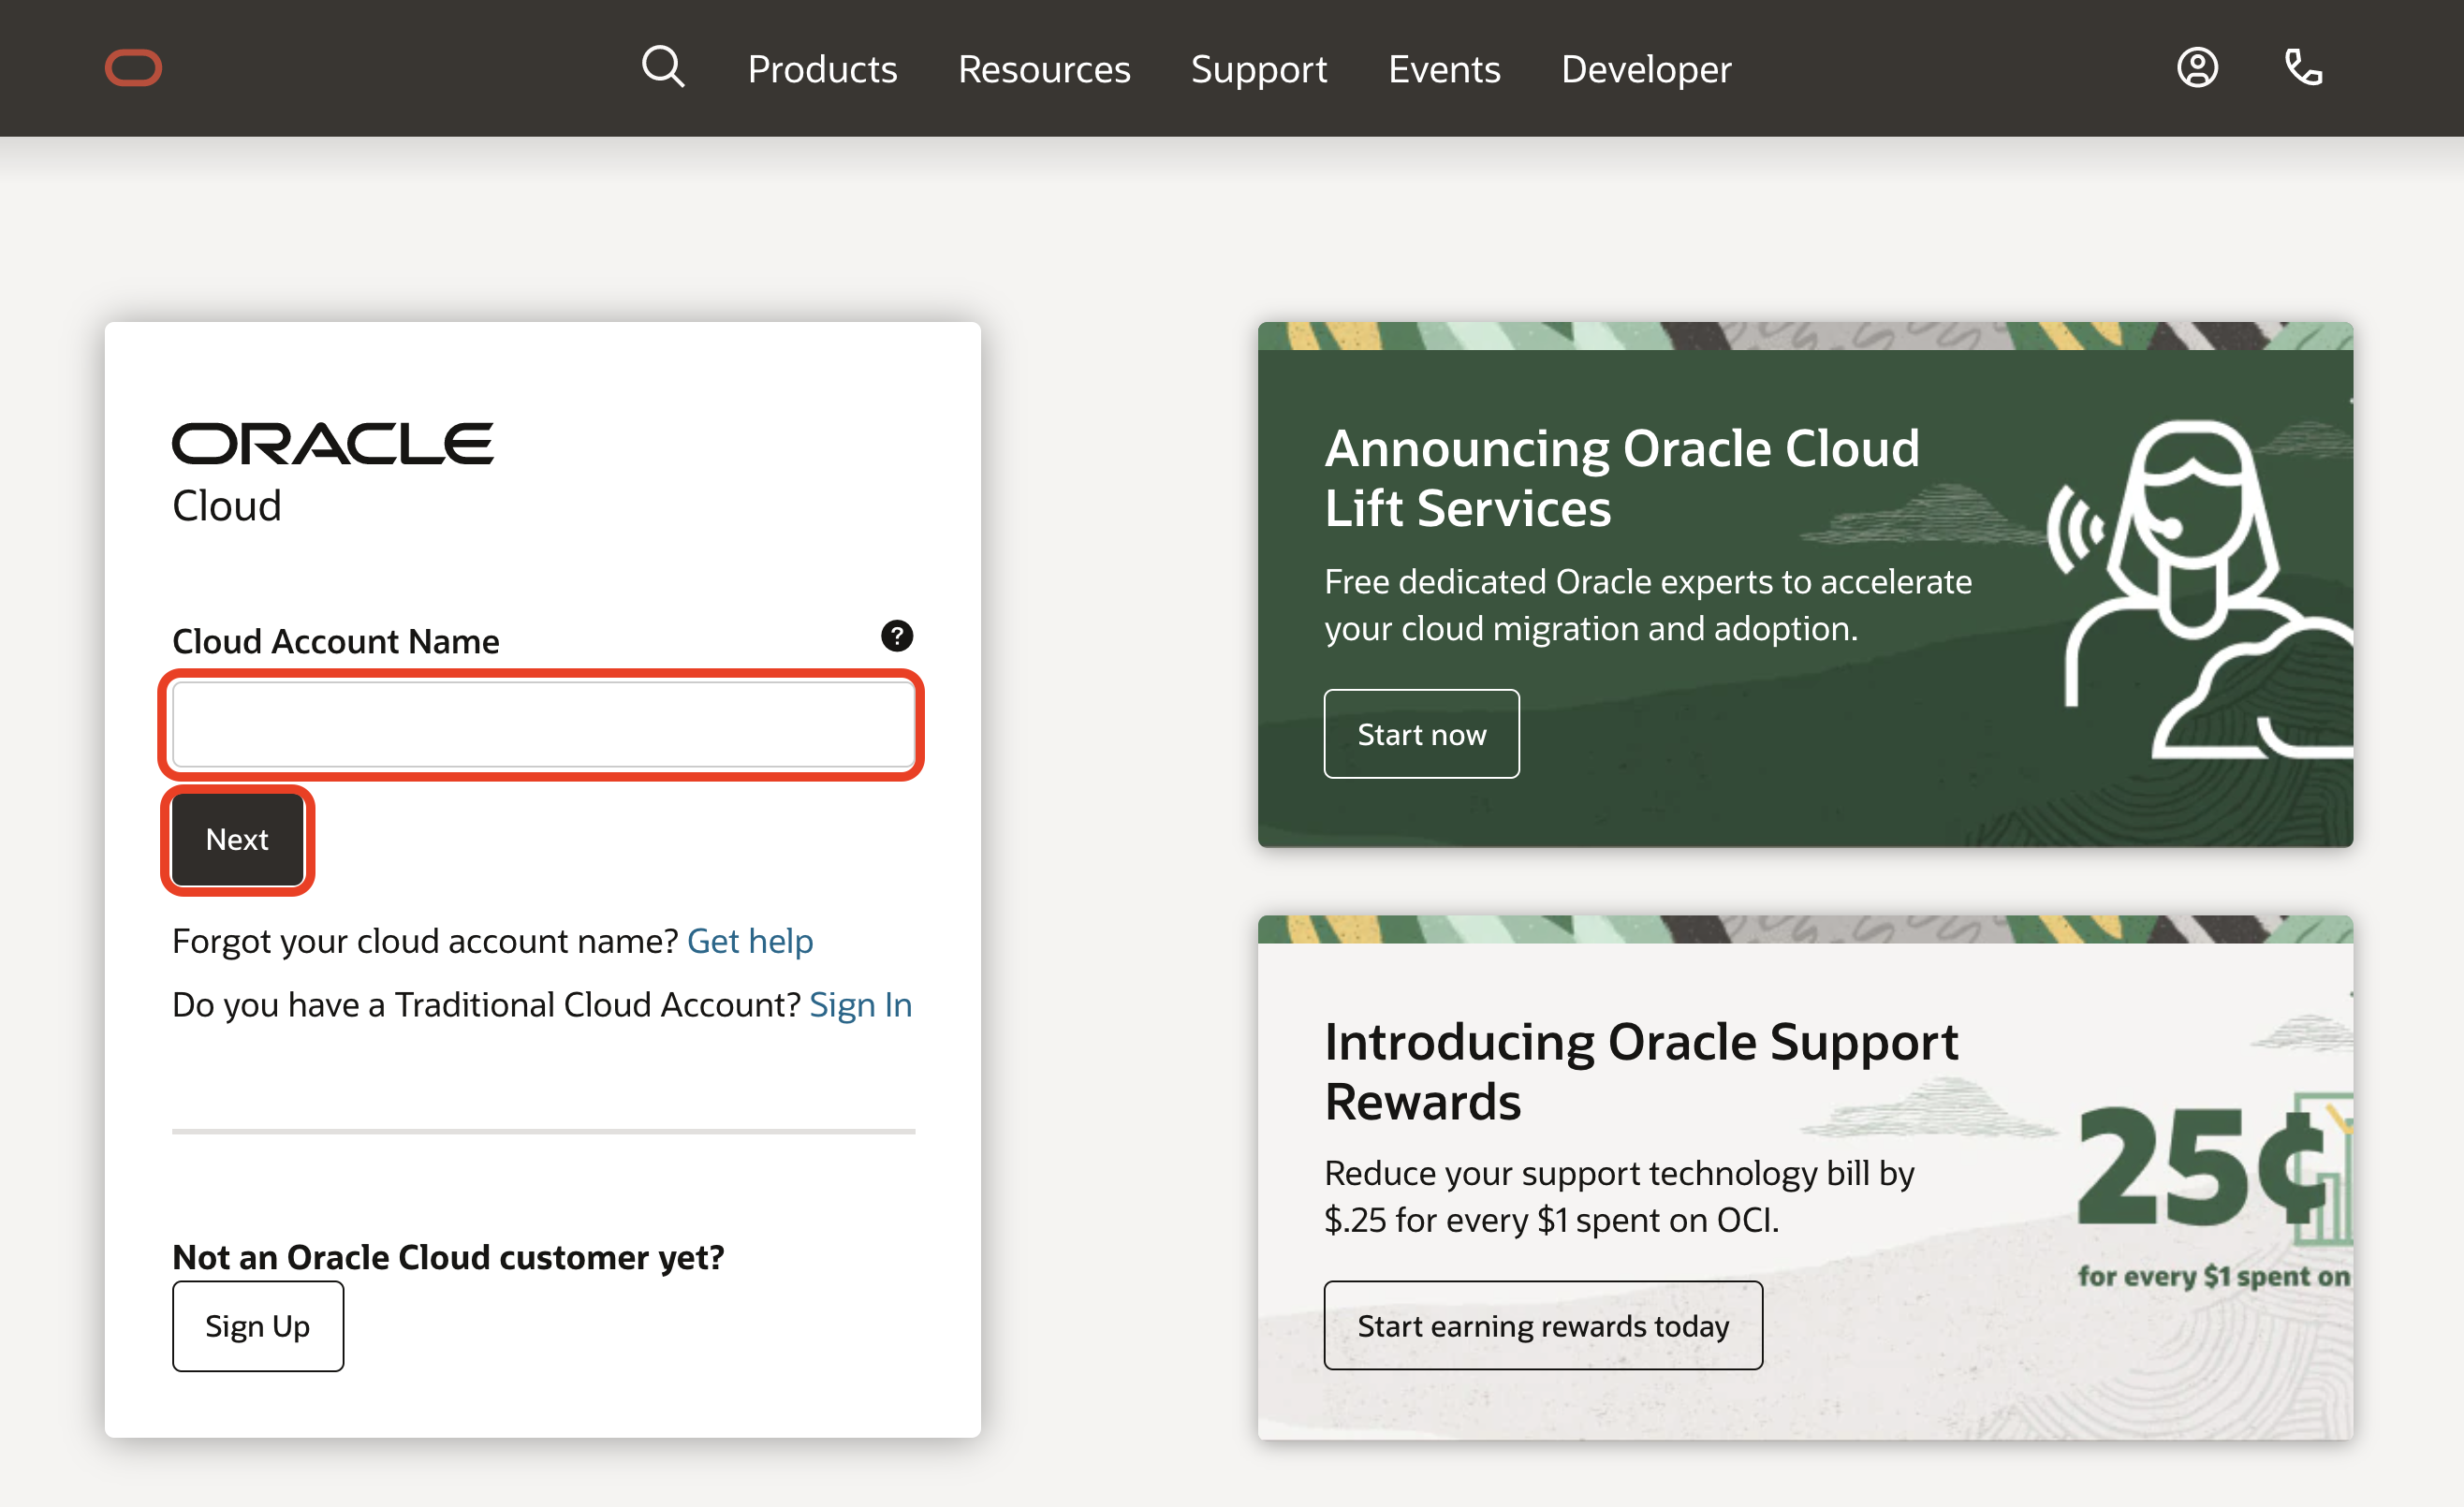 Products Resources Support Events Developer
ORACLE
Cloud
Cloud Account Name
?
Next
Forgot your cloud account name? Get help
Do you have a Traditional Cloud Account? Sign In
Not an Oracle Cloud customer yet?
Sign Up
Announcing Oracle Cloud
Lift Services
Free dedicated Oracle experts to accelerate
your cloud migration and adoption.
Start now
Introducing Oracle Support
Rewards
Reduce your support technology bill by
$.25 for every $1 spent on OCI.
Start earning rewards today
25¢
for every $1 spent on